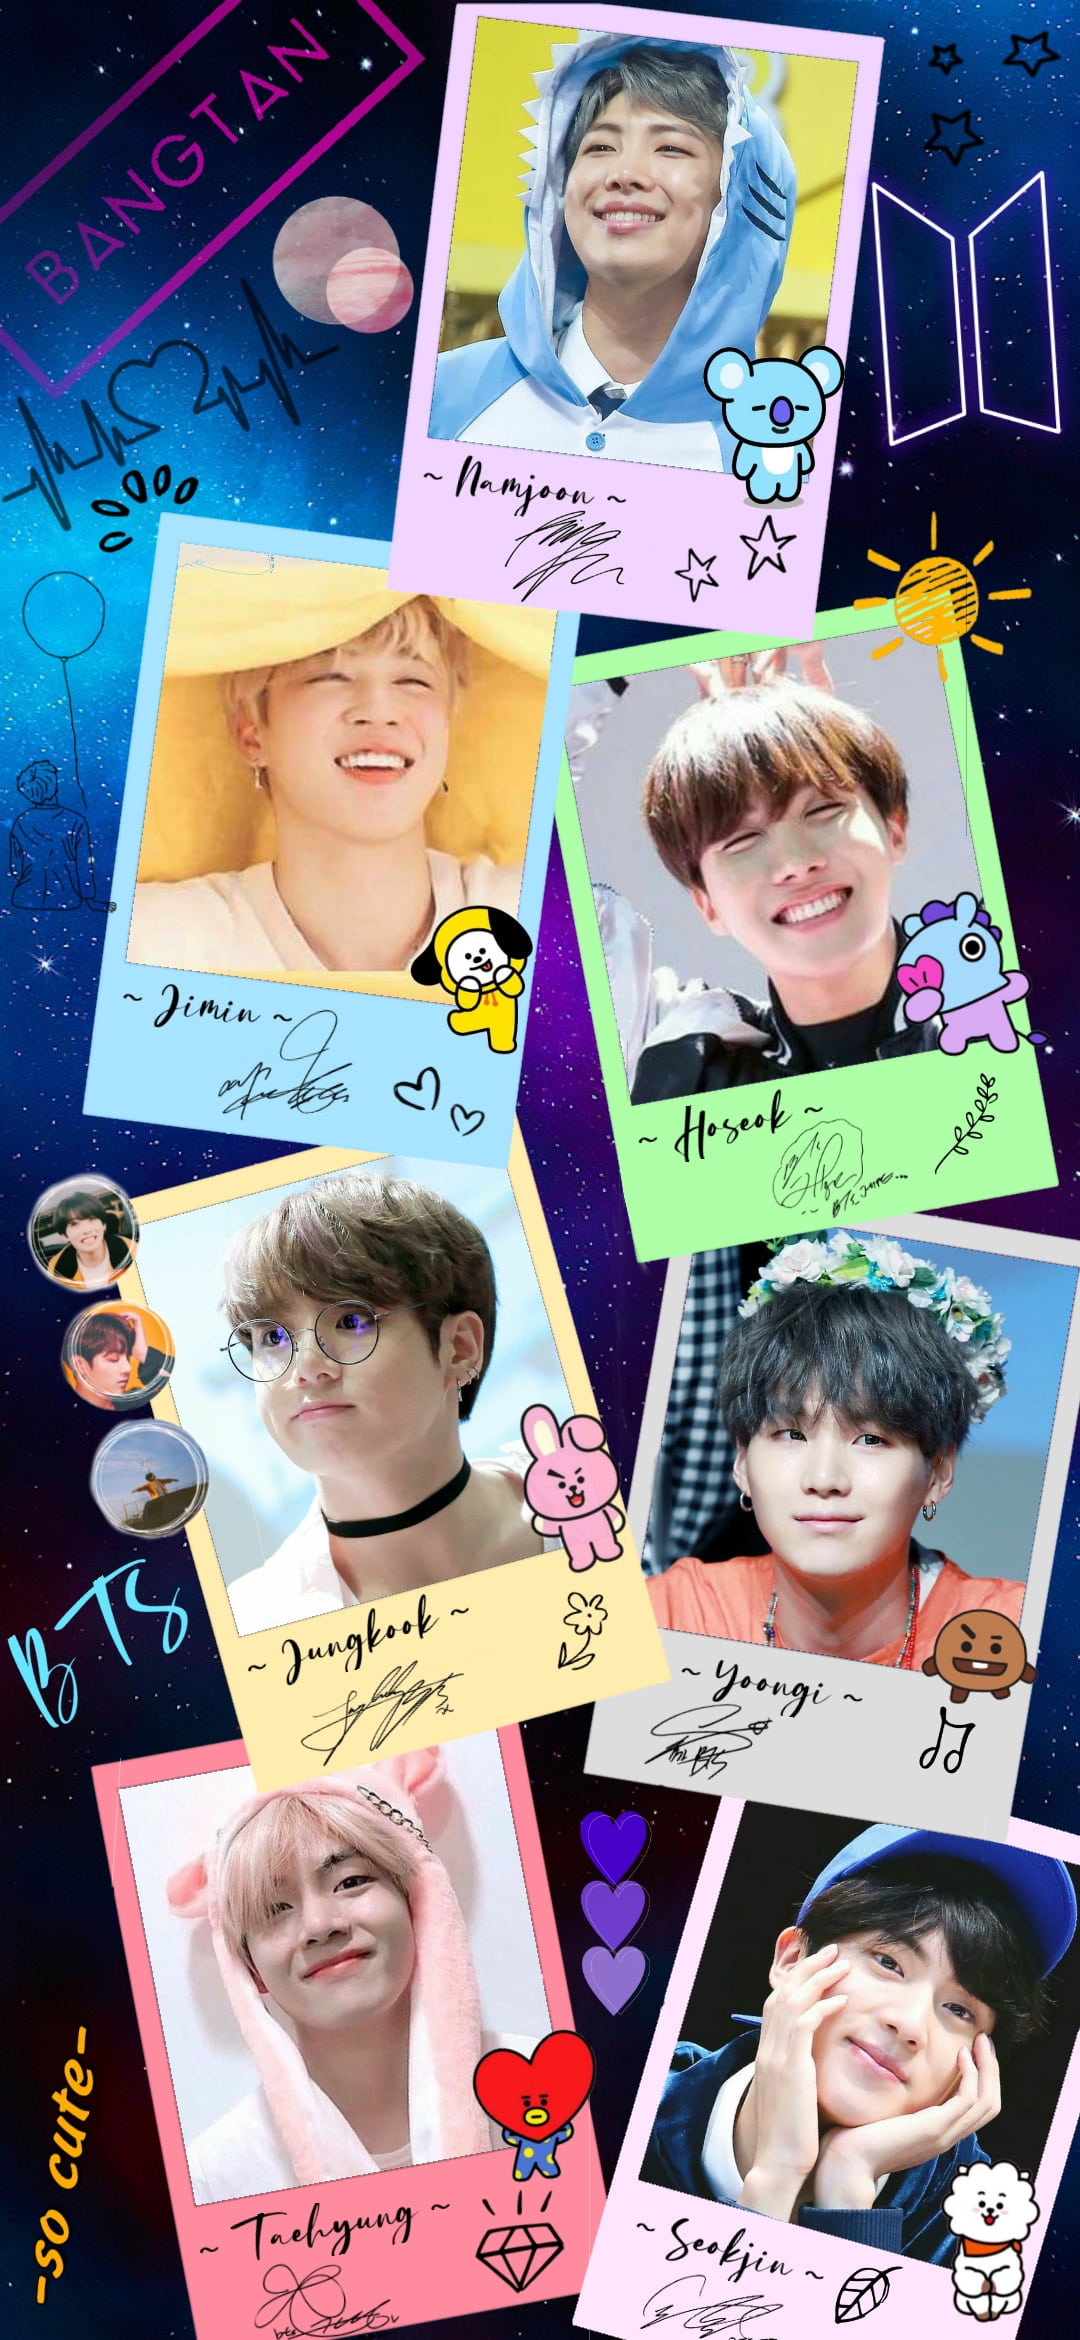 BANGTAN
~ Namjoon ~
~ Jimin ~
~ Hoseok ~
~ Jungkook ~
BTS
~ Yoongi ~
~ Taehyung ~
~ Seokjin ~
-so cute-